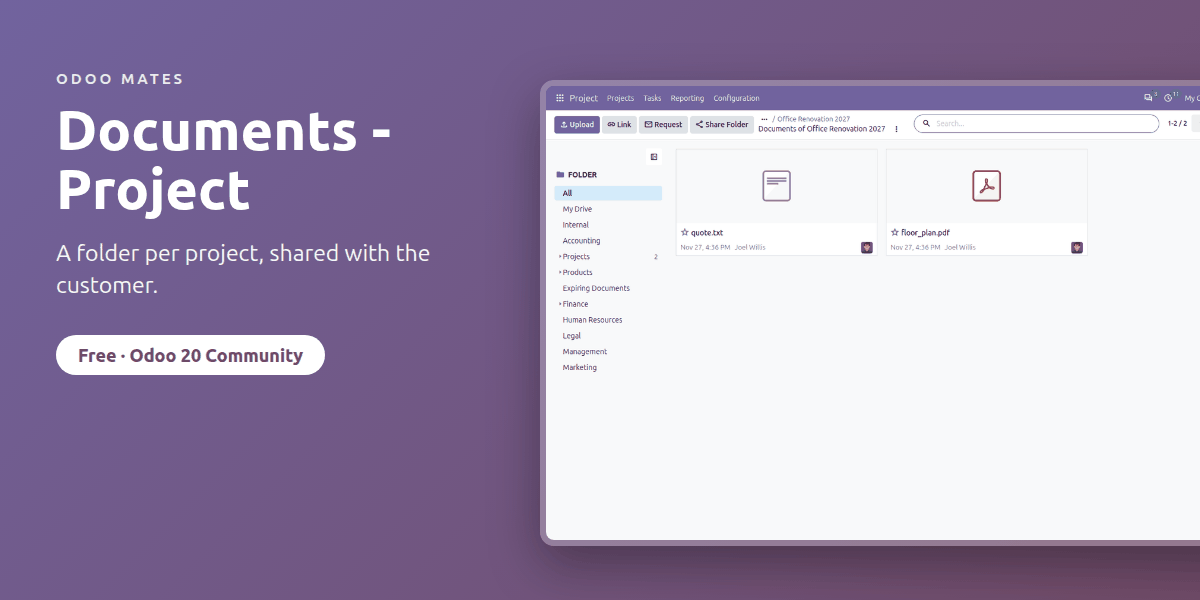 ODOO MATES
Documents -
Project
A folder per project, shared with the
customer.
Free · Odoo 20 Community
Project Projects Tasks Reporting Configuration
3 11 My C
Upload Link Request Share Folder
··· / Office Renovation 2027
Documents of Office Renovation 2027
Search...
1-2 / 2
FOLDER
All
My Drive
Internal
Accounting
Projects 2
Products
Expiring Documents
Finance
Human Resources
Legal
Management
Marketing
quote.txt
Nov 27, 4:36 PM Joel Willis
floor_plan.pdf
Nov 27, 4:36 PM Joel Willis